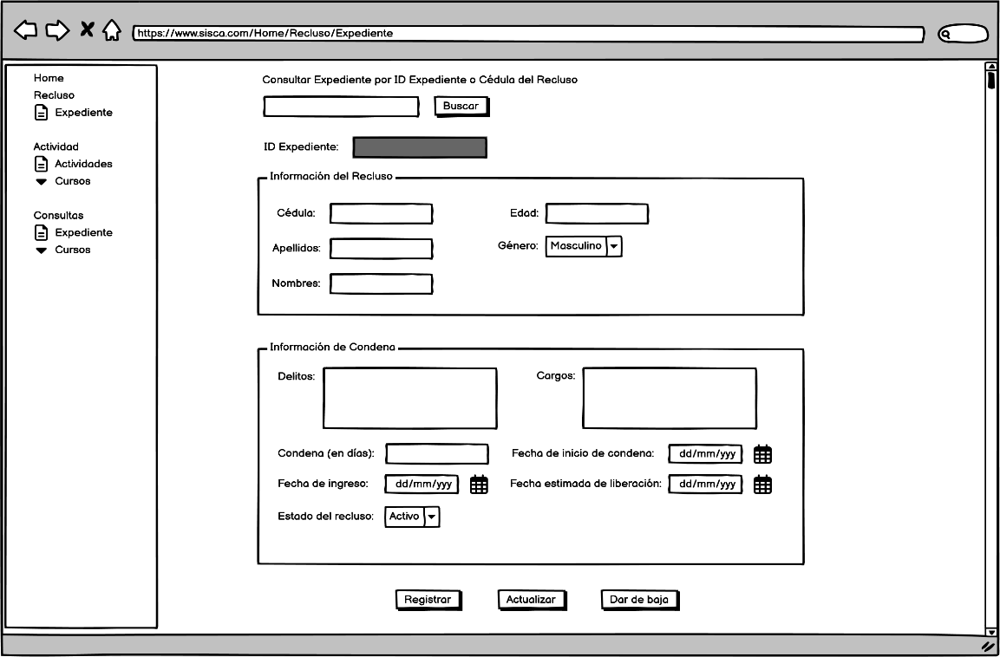 https://www.sisca.com/Home/Recluso/Expediente
Home
Recluso
Expediente
Actividad
Actividades
Cursos
Consultas
Expediente
Cursos
Consultar Expediente por ID Expediente o Cédula del Recluso
Buscar
ID Expediente:
Información del Recluso
Cédula: Edad:
Apellidos: Género: Masculino
Nombres:
Información de Condena
Delitos: Cargos:
Condena (en días): Fecha de inicio de condena: dd/mm/yyy
Fecha de ingreso: dd/mm/yyy Fecha estimada de liberación: dd/mm/yyy
Estado del recluso: Activo
Registrar Actualizar Dar de baja